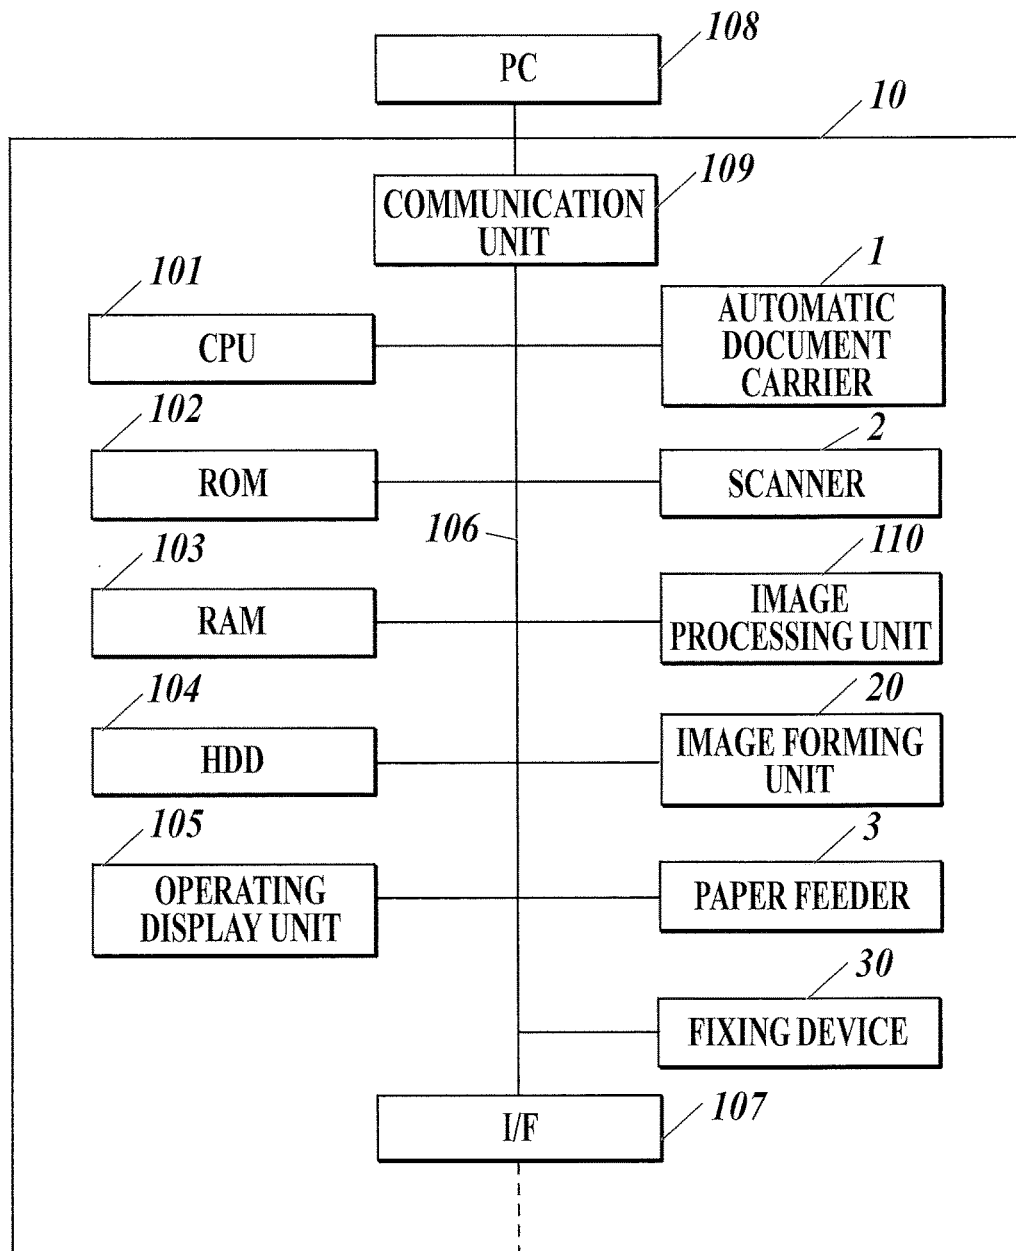 108
PC
10
109
COMMUNICATION
UNIT
101
CPU
1
AUTOMATIC
DOCUMENT
CARRIER
102
ROM
2
SCANNER
106
103
RAM
110
IMAGE
PROCESSING UNIT
104
HDD
20
IMAGE FORMING
UNIT
105
OPERATING
DISPLAY UNIT
3
PAPER FEEDER
30
FIXING DEVICE
I/F
107